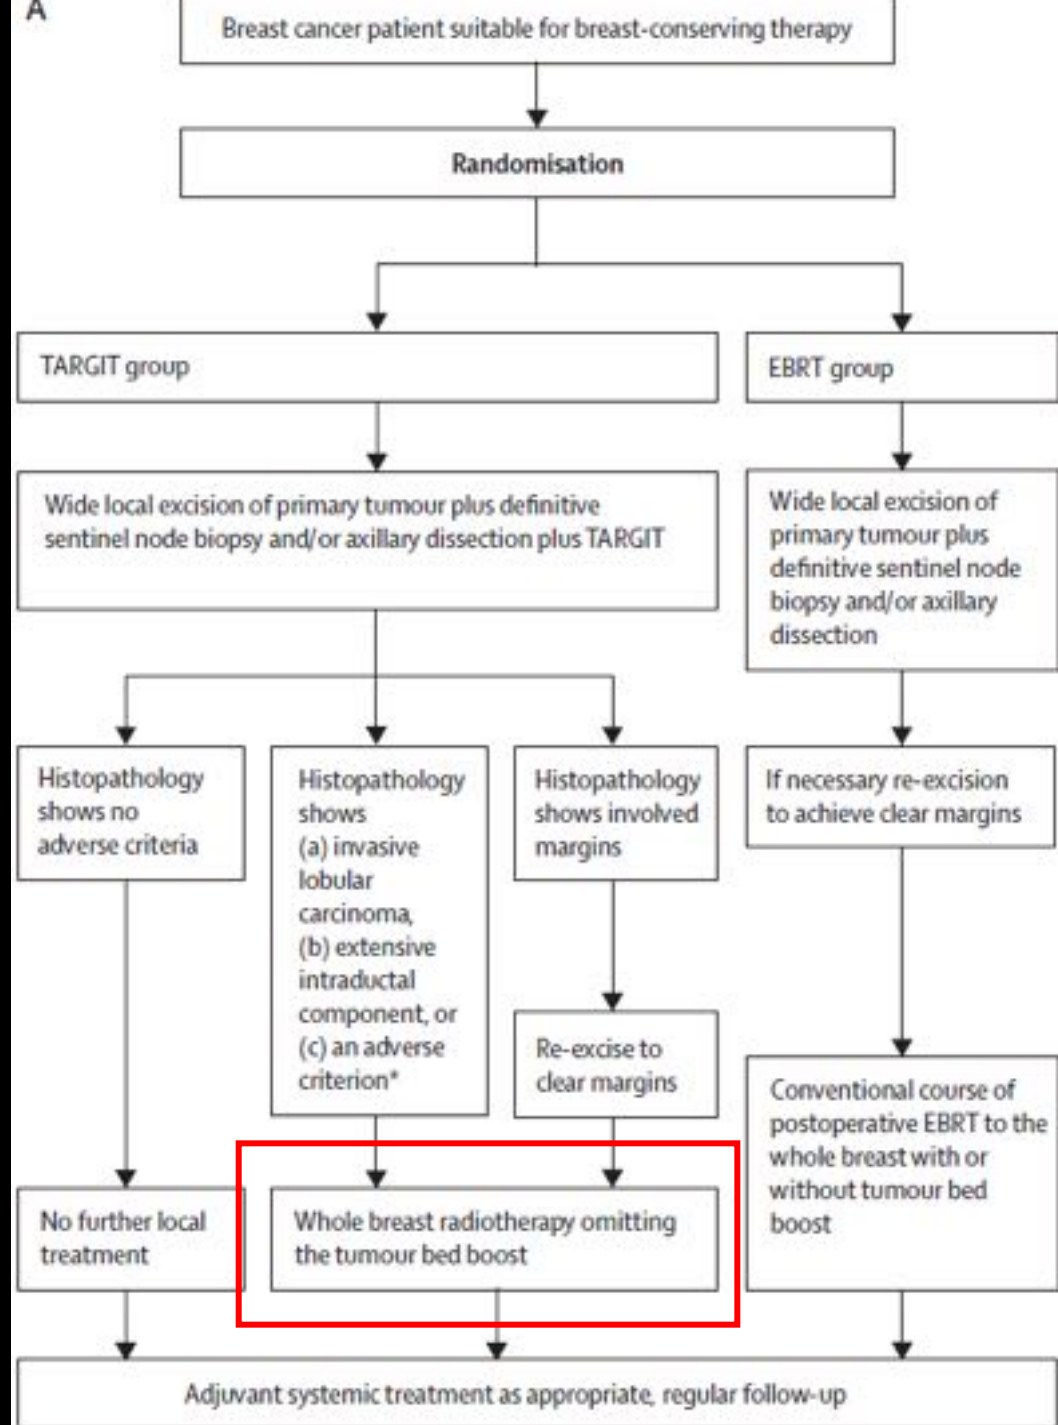 A
Breast cancer patient suitable for breast-conserving therapy
Randomisation
TARGIT group
EBRT group
Wide local excision of primary tumour plus definitive
sentinel node biopsy and/or axillary dissection plus TARGIT
Wide local excision of
primary tumour plus
definitive sentinel node
biopsy and/or axillary
dissection
Histopathology
shows no
adverse criteria
Histopathology
shows
(a) invasive
lobular
carcinoma,
(b) extensive
intraductal
component, or
(c) an adverse
criterion*
Histopathology
shows involved
margins
If necessary re-excision
to achieve clear margins
Re-excise to
clear margins
No further local
treatment
Whole breast radiotherapy omitting
the tumour bed boost
Conventional course of
postoperative EBRT to the
whole breast with or
without tumour bed
boost
Adjuvant systemic treatment as appropriate, regular follow-up